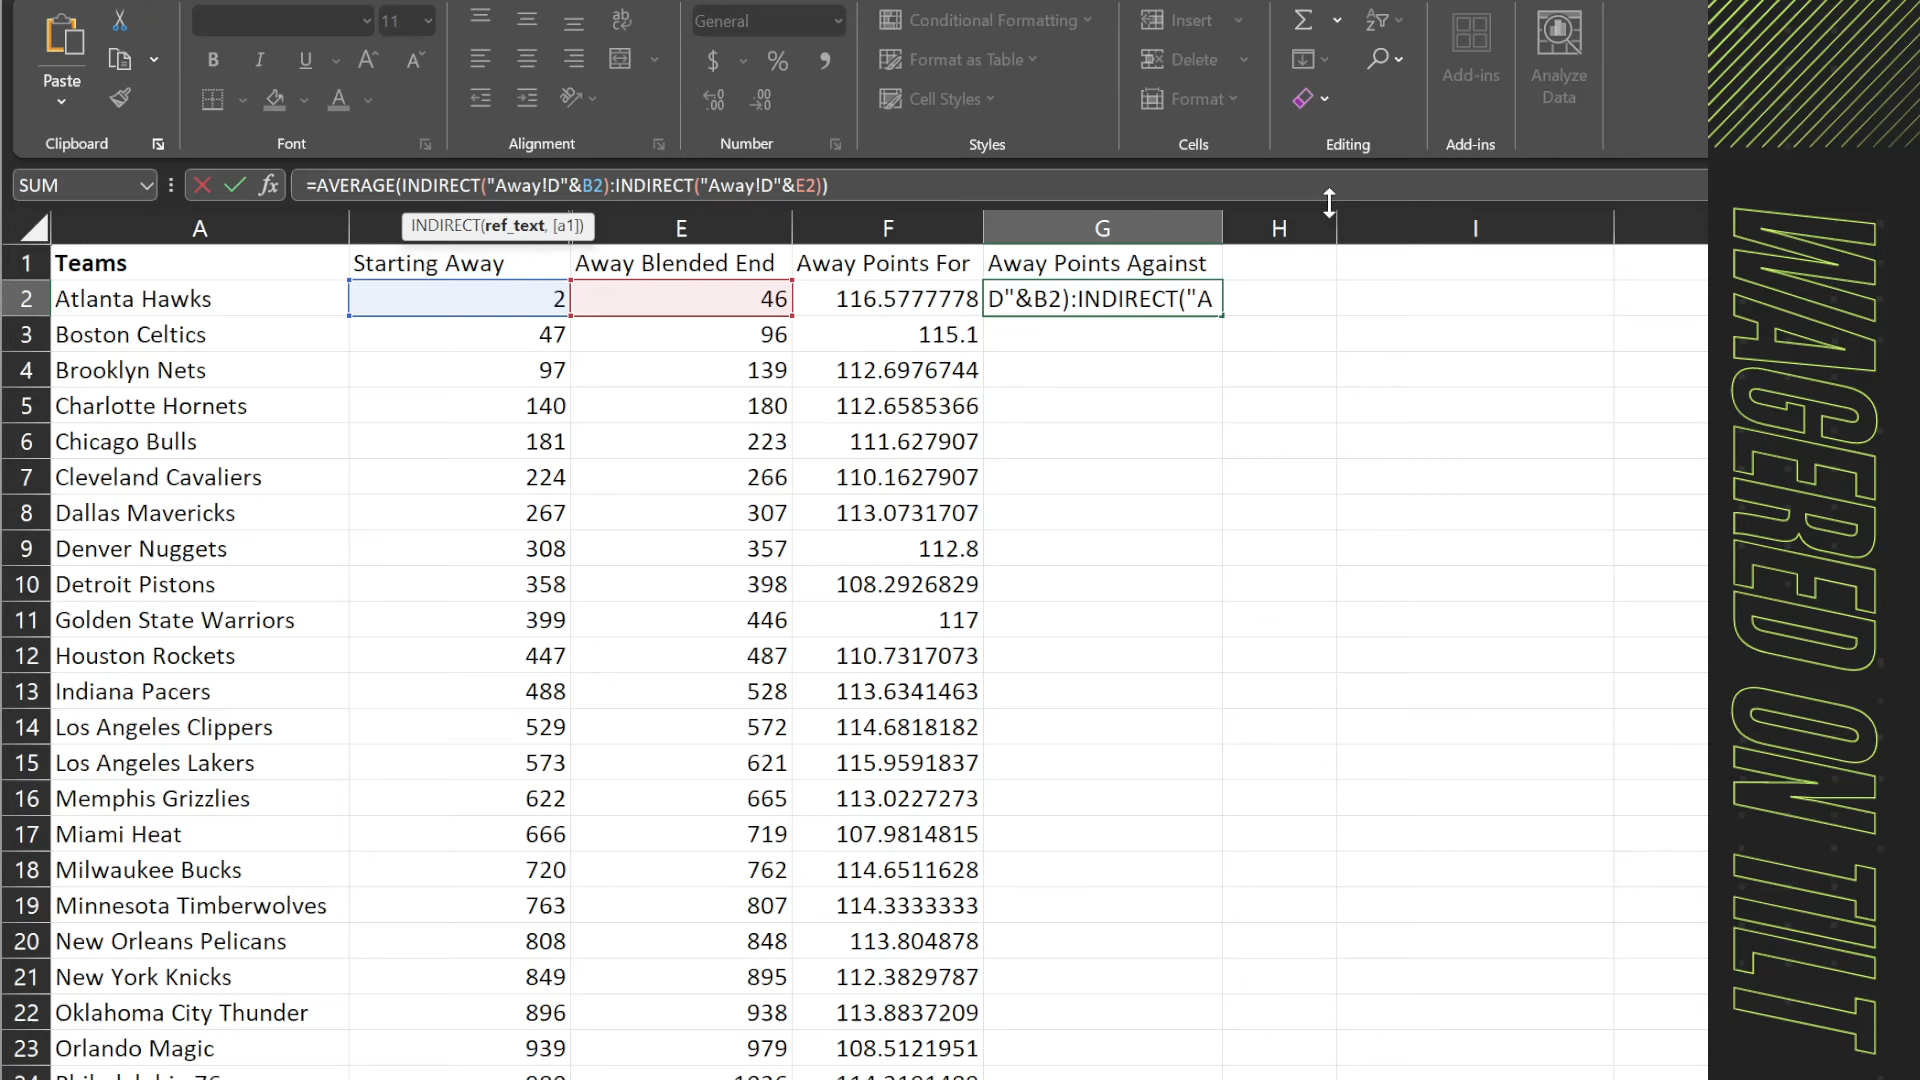 11 General Conditional Formatting Insert
Paste B I U A A $ % , Format as Table Delete Add-ins Analyze Data
A Cell Styles Format
Clipboard Font Alignment Number Styles Cells Editing Add-ins
SUM fx =AVERAGE(INDIRECT("Away!D"&B2):INDIRECT("Away!D"&E2))
INDIRECT(ref_text, [a1])
A E F G H I
1 Teams Starting Away Away Blended End Away Points For Away Points Against
2 Atlanta Hawks 2 46 116.5777778 D"&B2):INDIRECT("A
3 Boston Celtics 47 96 115.1
4 Brooklyn Nets 97 139 112.6976744
5 Charlotte Hornets 140 180 112.6585366
6 Chicago Bulls 181 223 111.627907
7 Cleveland Cavaliers 224 266 110.1627907
8 Dallas Mavericks 267 307 113.0731707
9 Denver Nuggets 308 357 112.8
10 Detroit Pistons 358 398 108.2926829
11 Golden State Warriors 399 446 117
12 Houston Rockets 447 487 110.7317073
13 Indiana Pacers 488 528 113.6341463
14 Los Angeles Clippers 529 572 114.6818182
15 Los Angeles Lakers 573 621 115.9591837
16 Memphis Grizzlies 622 665 113.0227273
17 Miami Heat 666 719 107.9814815
18 Milwaukee Bucks 720 762 114.6511628
19 Minnesota Timberwolves 763 807 114.3333333
20 New Orleans Pelicans 808 848 113.804878
21 New York Knicks 849 895 112.3829787
22 Oklahoma City Thunder 896 938 113.8837209
23 Orlando Magic 939 979 108.5121951
WAGERED ON TILT